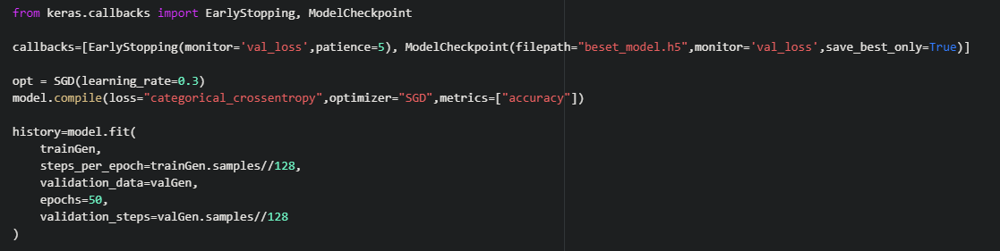 from keras.callbacks import EarlyStopping, ModelCheckpoint
callbacks=[EarlyStopping(monitor='val_loss',patience=5), ModelCheckpoint(filepath="beset_model.h5",monitor='val_loss',save_best_only=True)]
opt = SGD(learning_rate=0.3)
model.compile(loss="categorical_crossentropy",optimizer="SGD",metrics=["accuracy"])
history=model.fit(
    trainGen,
    steps_per_epoch=trainGen.samples//128,
    validation_data=valGen,
    epochs=50,
    validation_steps=valGen.samples//128
)